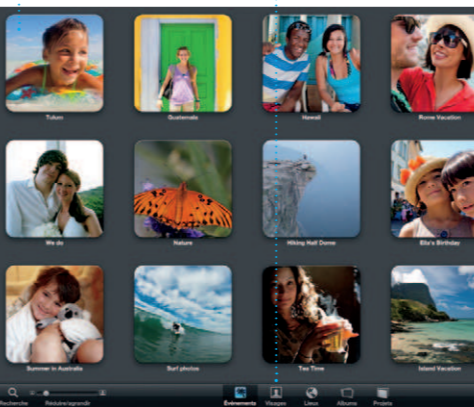 Tulum Guatemala Hawaii Rome Vacation
We do Nature Hiking Half Dome Ella's Birthday
Summer in Australia Surf photos Tea Time Island Vacation
Recherche Réduire/agrandir Événements Visages Lieux Albums Projets